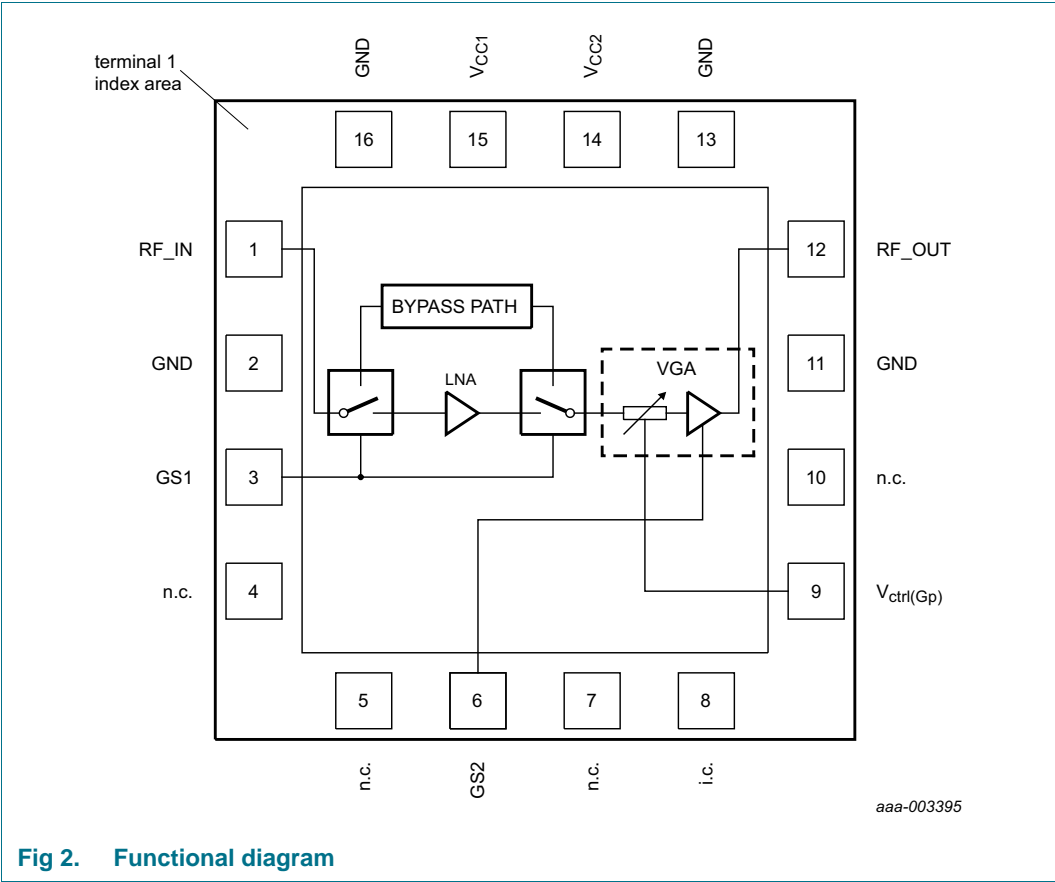 terminal 1
index area
GND
VCC1
VCC2
GND
16
15
14
13
RF_IN
1
12
RF_OUT
BYPASS PATH
GND
2
LNA
VGA
11
GND
GS1
3
10
n.c.
n.c.
4
9
Vctrl(Gp)
5
6
7
8
n.c.
GS2
n.c.
i.c.
aaa-003395
Fig 2. Functional diagram